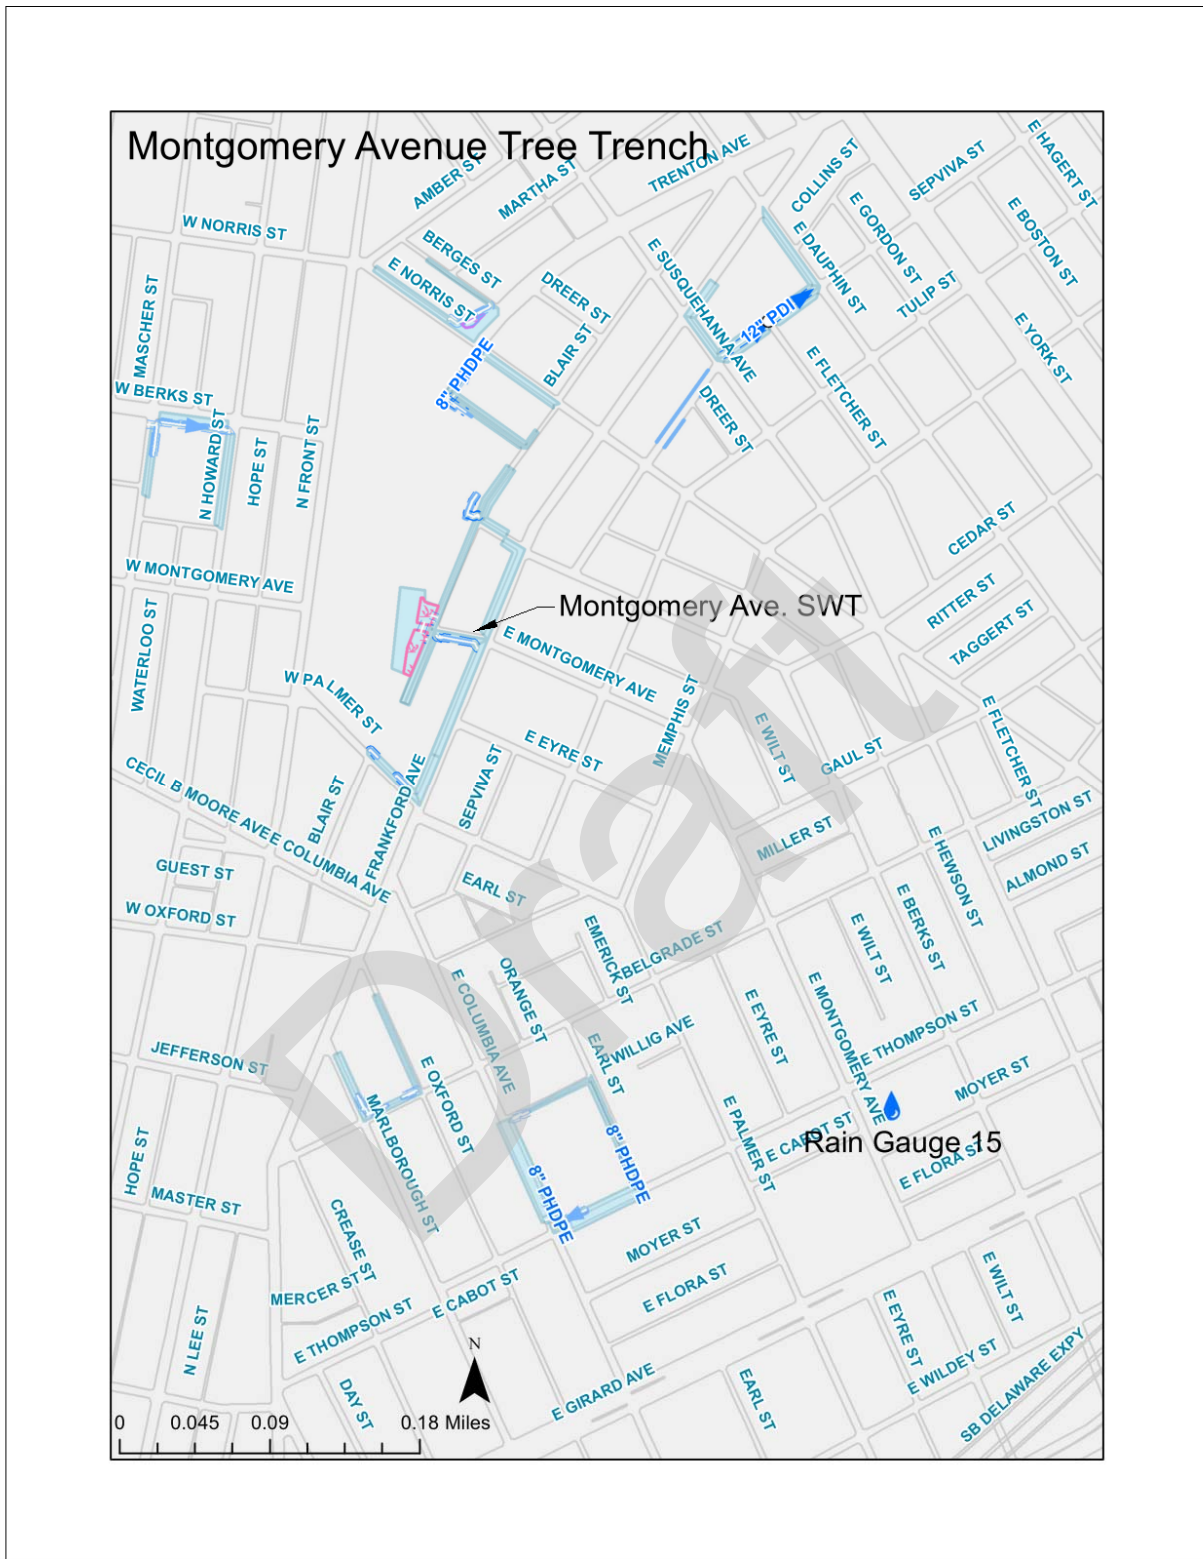 Montgomery Avenue Tree Trench
E HAGERT ST
TRENTON AVE
COLLINS ST
SEPVIVA ST
AMBER ST
MARTHA ST
W NORRIS ST
BERGES ST
E GORDON ST
E BOSTON ST
E NORRIS ST
DREER ST
E SUSQUEHANNA AVE
E DAUPHIN ST
TULIP ST
MASCHER ST
12" PDI
E YORK ST
BLAIR ST
8" PHDPE
E FLETCHER ST
W BERKS ST
N HOWARD ST
HOPE ST
N FRONT ST
DREER ST
CEDAR ST
W MONTGOMERY AVE
RITTER ST
Montgomery Ave. SWT
WATERLOO ST
TAGGERT ST
E MONTGOMERY AVE
W PALMER ST
MEMPHIS ST
E WILT ST
E FLETCHER ST
E EYRE ST
GAUL ST
CECIL B MOORE AVE
BLAIR ST
FRANKFORD AVE
SEPVIVA ST
LIVINGSTON ST
MILLER ST
E COLUMBIA AVE
E HEWSON ST
GUEST ST
ALMOND ST
EARL ST
W OXFORD ST
E BERKS ST
E WILT ST
EMERICK ST
BELGRADE ST
Draft
ORANGE ST
E COLUMBIA AVE
E EYRE ST
E MONTGOMERY AVE
E THOMPSON ST
WILLIG AVE
JEFFERSON ST
EARL ST
MOYER ST
E OXFORD ST
MARLBOROUGH ST
E PALMER ST
E CABOT ST
Rain Gauge 15
HOPE ST
8" PHDPE
E FLORA ST
8" PHDPE
MASTER ST
CREASE ST
MOYER ST
MERCER ST
E CABOT ST
E FLORA ST
E WILT ST
N LEE ST
E THOMPSON ST
E EYRE ST
N
E WILDEY ST
SB DELAWARE EXPY
DAY ST
E GIRARD AVE
EARL ST
0 0.045 0.09 0.18 Miles